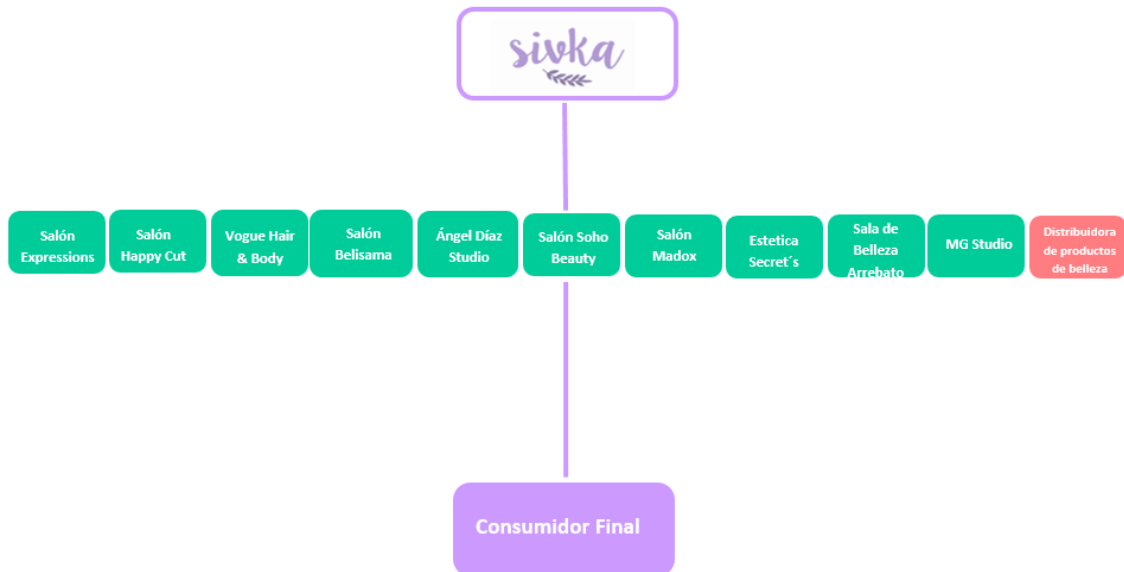 sivka
Salón
Expressions
Salón
Happy Cut
Vogue Hair
& Body
Salón
Belisama
Ángel Díaz
Studio
Salón Soho
Beauty
Salón
Madox
Estetica
Secret´s
Sala de
Belleza
Arrebato
MG Studio
Distribuidora
de productos
de belleza
Consumidor Final